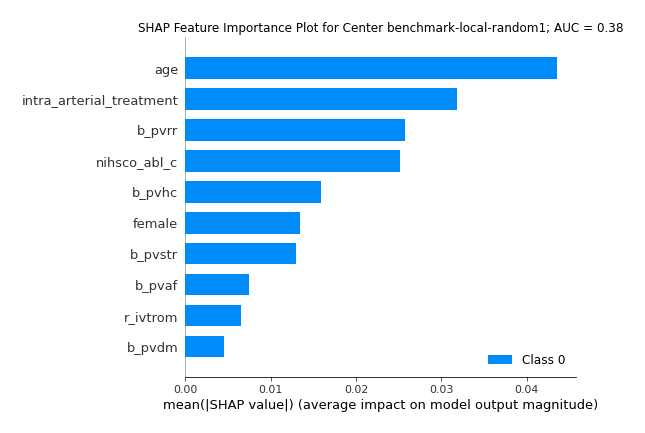 SHAP Feature Importance Plot for Center benchmark-local-random1; AUC = 0.38
age
intra_arterial_treatment
b_pvrr
nihsco_abl_c
b_pvhc
female
b_pvstr
b_pvaf
r_ivtrom
b_pvdm
Class 0
0.00 0.01 0.02 0.03 0.04
mean(|SHAP value|) (average impact on model output magnitude)